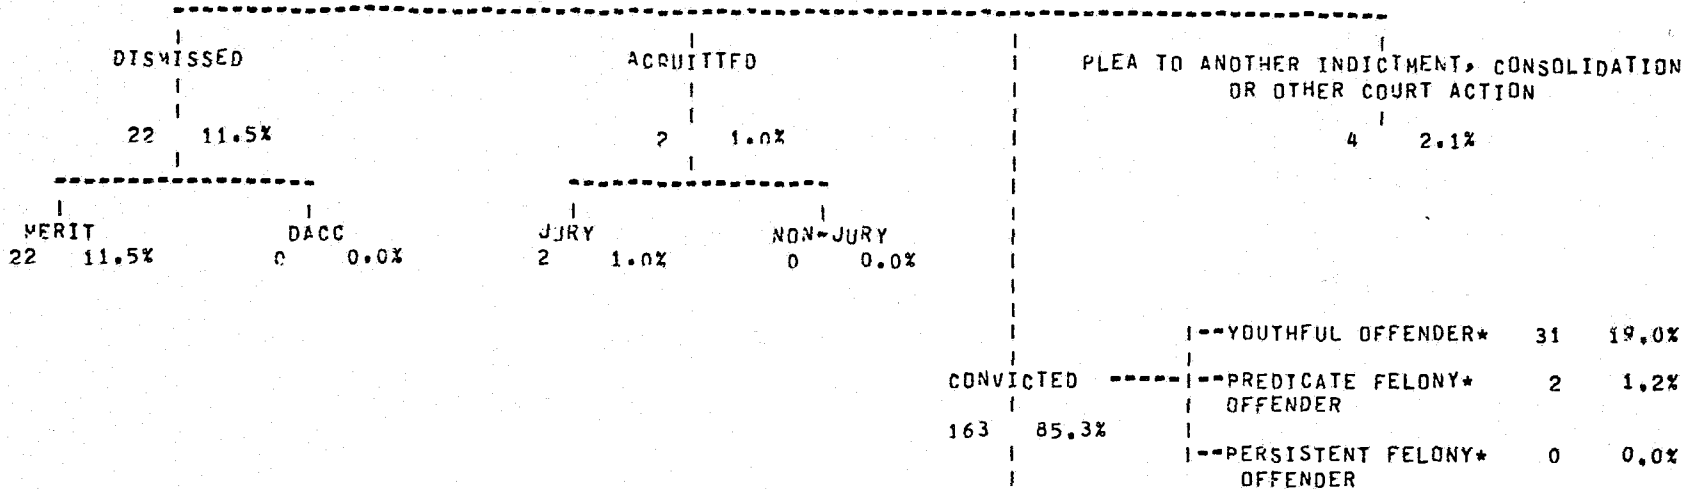 DISMISSED
ACQUITTED
PLEA TO ANOTHER INDICTMENT, CONSOLIDATION
OR OTHER COURT ACTION
22 11.5%
2 1.0%
4 2.1%
MERIT DACC JURY NON-JURY
22 11.5% 0 0.0% 2 1.0% 0 0.0%
--YOUTHFUL OFFENDER* 31 19.0%
CONVICTED -----|--PREDICATE FELONY* 2 1.2%
OFFENDER
163 85.3%
--PERSISTENT FELONY* 0 0.0%
OFFENDER